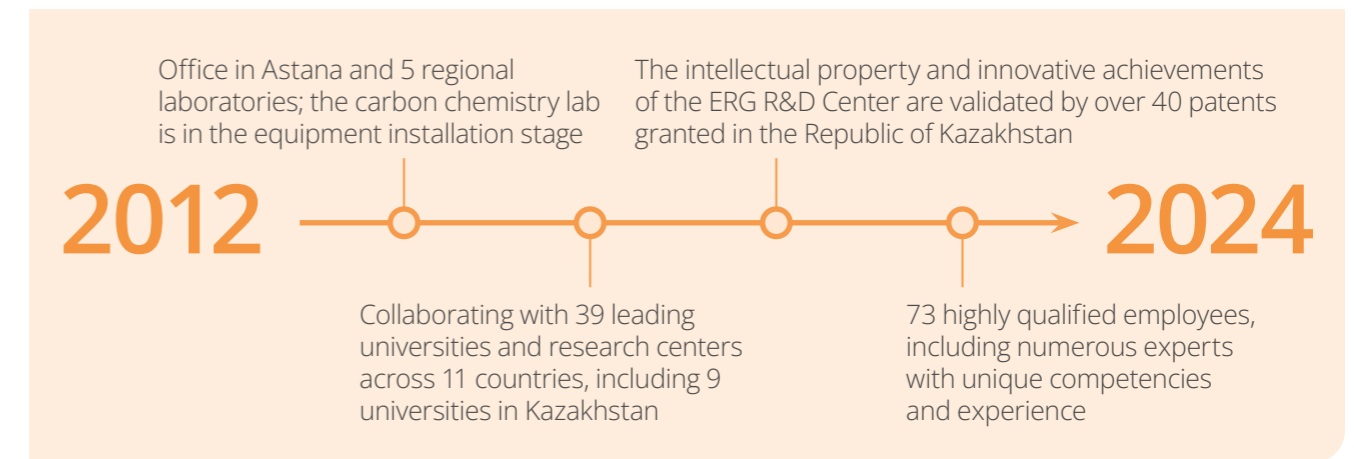 Office in Astana and 5 regional
laboratories; the carbon chemistry lab
is in the equipment installation stage
The intellectual property and innovative achievements
of the ERG R&D Center are validated by over 40 patents
granted in the Republic of Kazakhstan
2012
2024
Collaborating with 39 leading
universities and research centers
across 11 countries, including 9
universities in Kazakhstan
73 highly qualified employees,
including numerous experts
with unique competencies
and experience